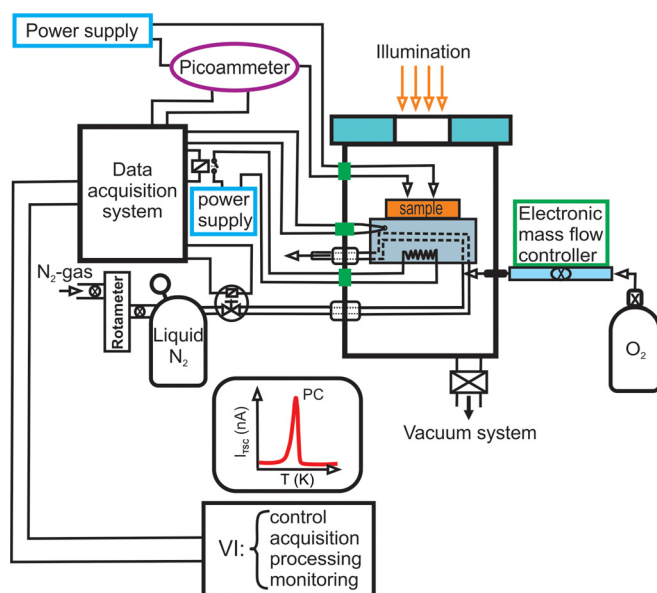 Power supply
Picoammeter
Illumination
Data
acquisition
system
power
supply
sample
Electronic
mass flow
controller
N₂-gas
Rotameter
Liquid
N₂
O₂
Vacuum system
PC
I_TSC (nA)
T (K)
VI:
control
acquisition
processing
monitoring